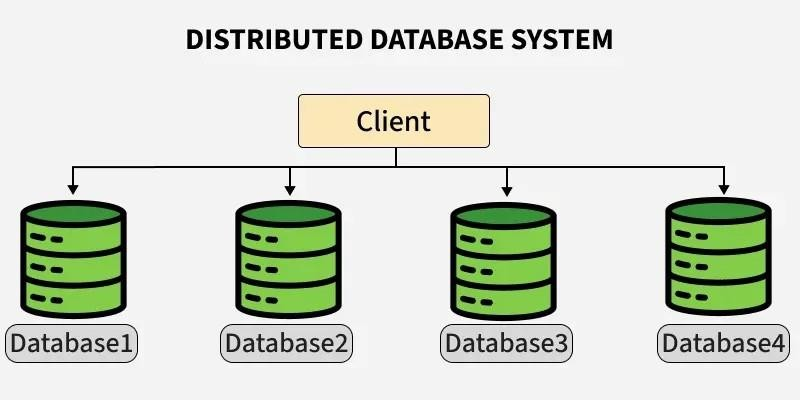 DISTRIBUTED DATABASE SYSTEM
Client
Database1
Database2
Database3
Database4